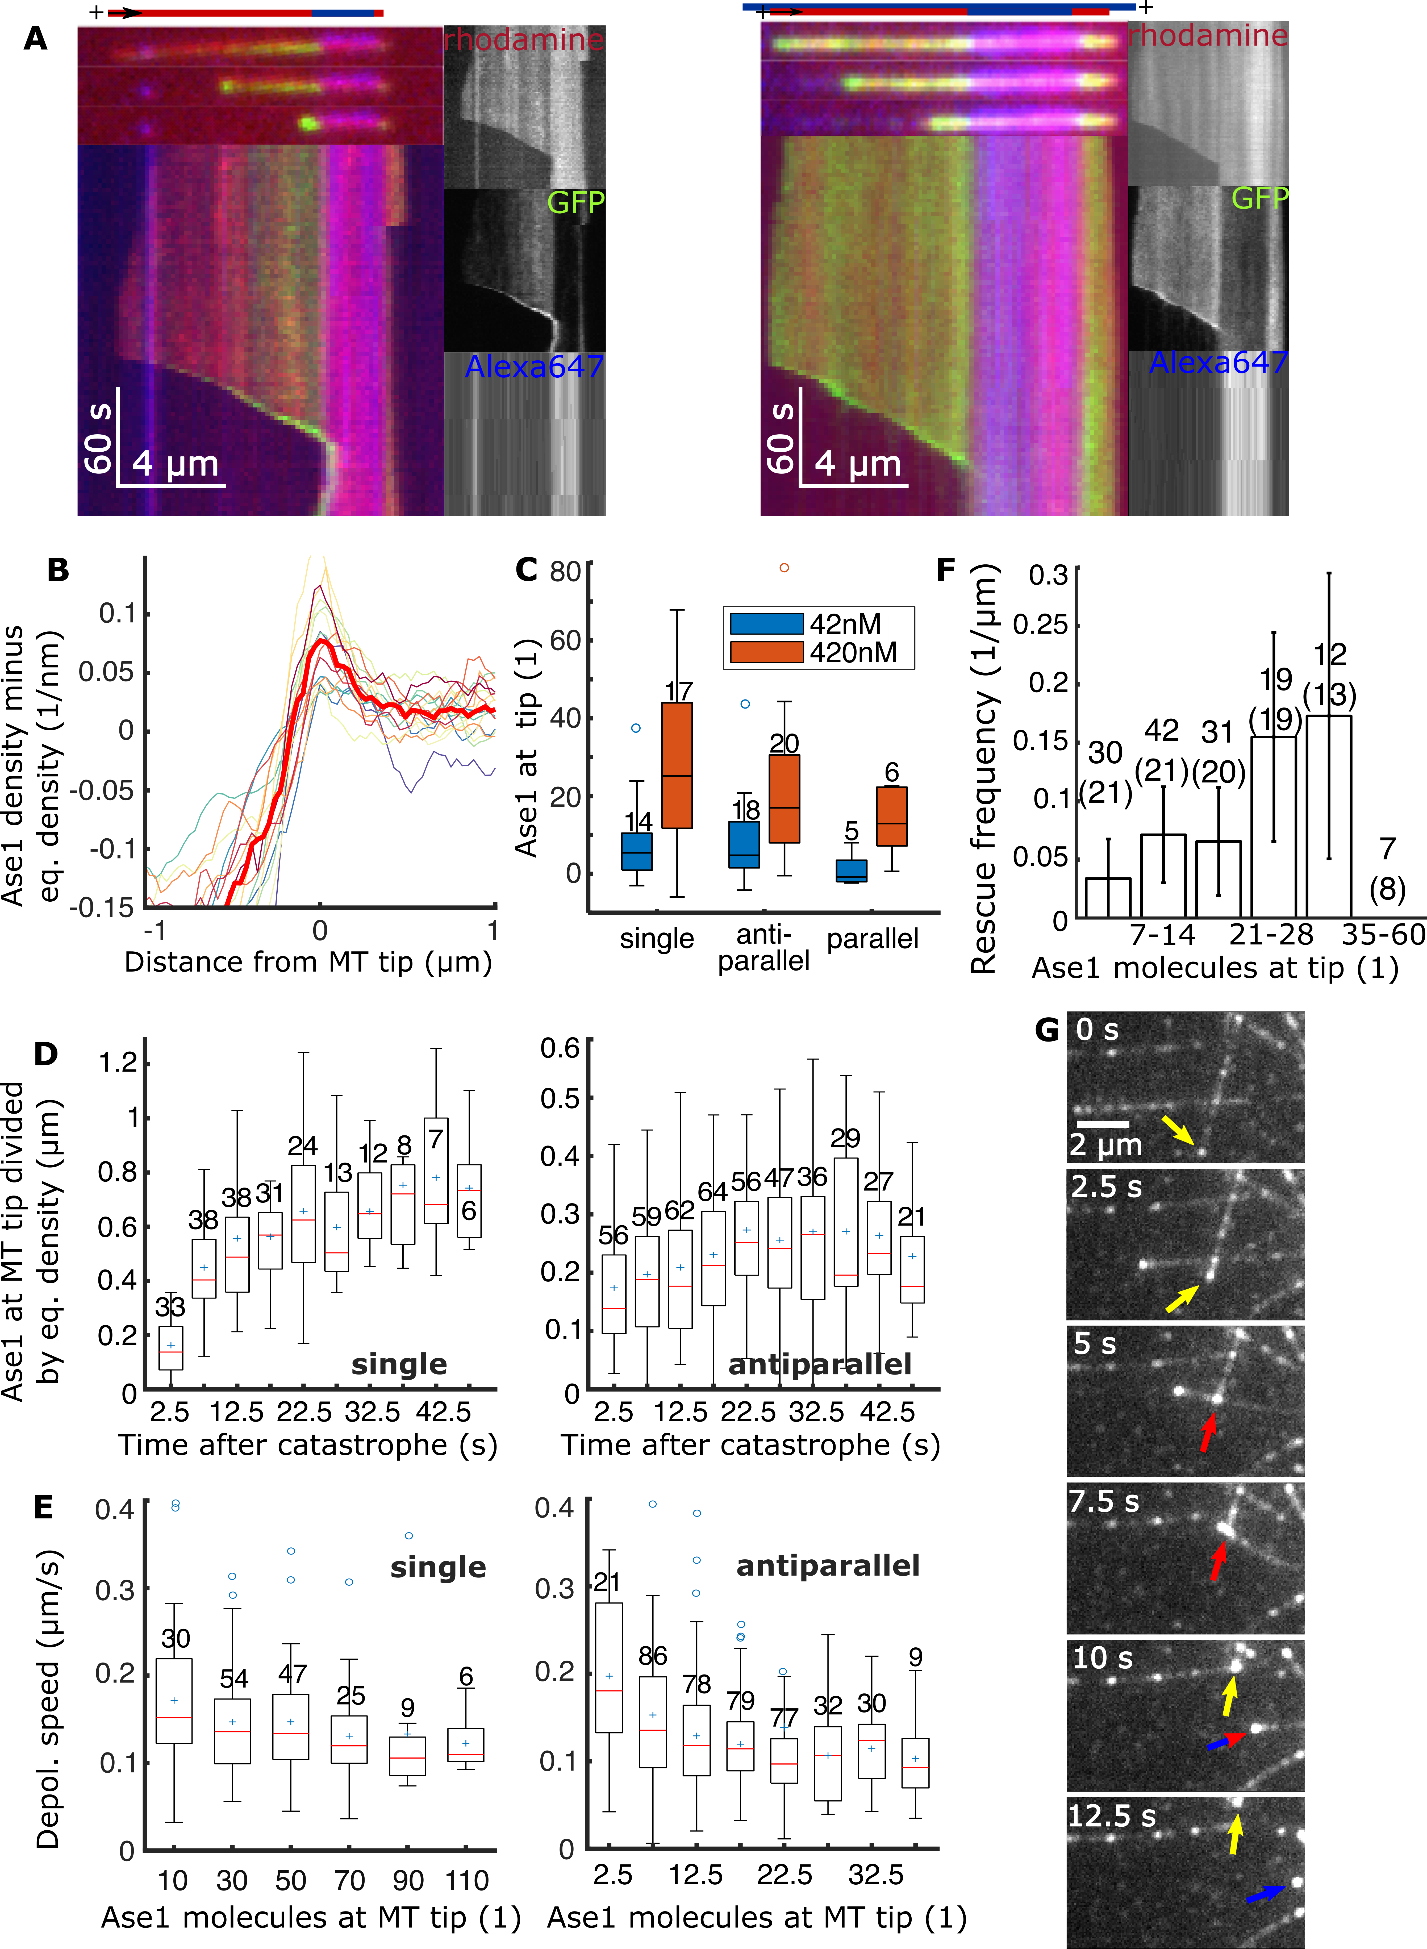 A
+
+
+
rhodamine
GFP
Alexa647
60 s
4 µm
rhodamine
GFP
Alexa647
60 s
4 µm
B
Ase1 density minus
eq. density (1/nm)
0.1
0.05
0
-0.05
-0.1
-0.15
-1
0
1
Distance from MT tip (µm)
C
Ase1 at tip (1)
80
60
40
20
0
42nM
420nM
14
17
18
20
5
6
single
anti-
parallel
parallel
F
Rescue frequency (1/µm)
0.3
0.25
0.2
0.15
0.1
0.05
0
30
(21)
42
(21)
31
(20)
19
(19)
12
(13)
7
(8)
7-14
21-28
35-60
Ase1 molecules at tip (1)
D
Ase1 at MT tip divided
by eq. density (µm)
1.2
1
0.8
0.6
0.4
0.2
0
33
38
38
31
24
13
12
8
7
6
single
2.5
12.5
22.5
32.5
42.5
Time after catastrophe (s)
0.6
0.5
0.4
0.3
0.2
0.1
0
56
59
62
64
56
47
36
29
27
21
antiparallel
2.5
12.5
22.5
32.5
42.5
Time after catastrophe (s)
E
Depol. speed (µm/s)
0.4
0.3
0.2
0.1
0
30
54
47
25
9
6
single
10
30
50
70
90
110
Ase1 molecules at MT tip (1)
0.4
0.3
0.2
0.1
0
21
86
78
79
77
32
30
9
antiparallel
2.5
12.5
22.5
32.5
Ase1 molecules at MT tip (1)
G
0 s
2 µm
2.5 s
5 s
7.5 s
10 s
12.5 s